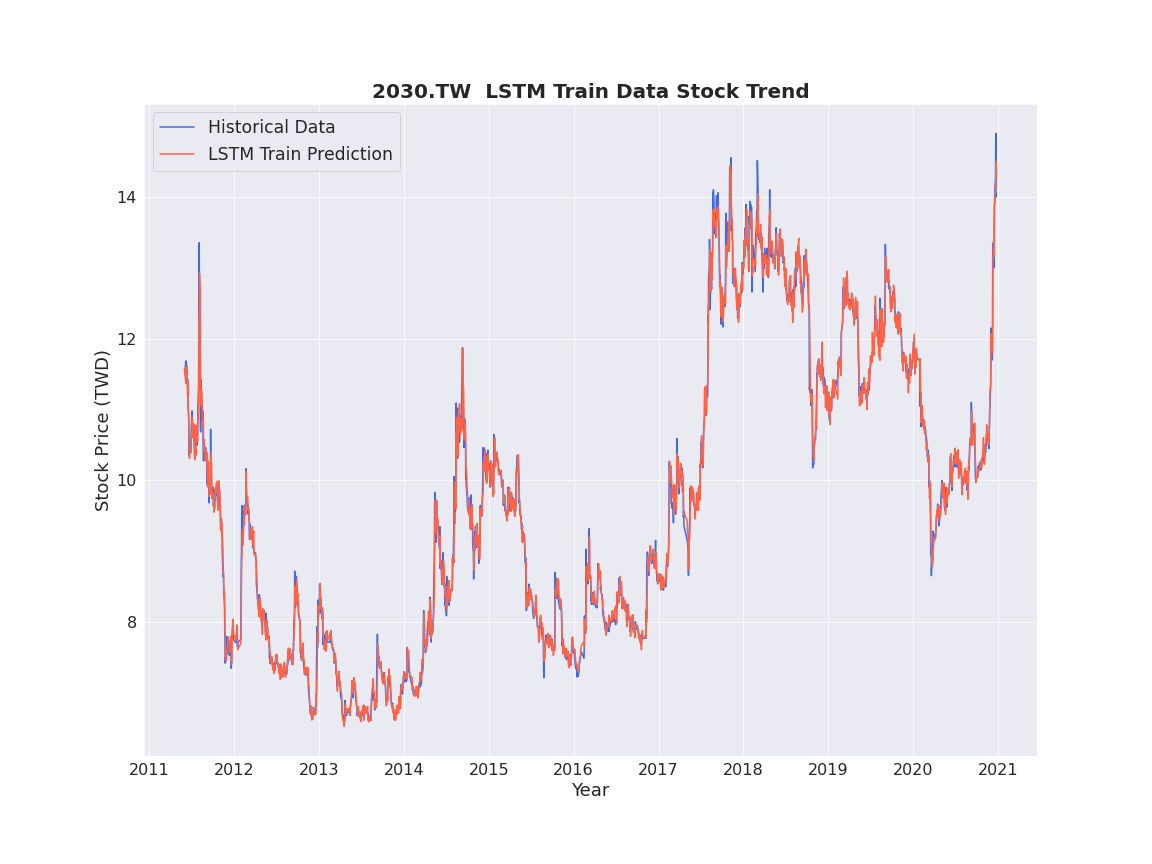 2030.TW  LSTM Train Data Stock Trend
Historical Data
LSTM Train Prediction
14
12
10
8
Stock Price (TWD)
2011 2012 2013 2014 2015 2016 2017 2018 2019 2020 2021
Year